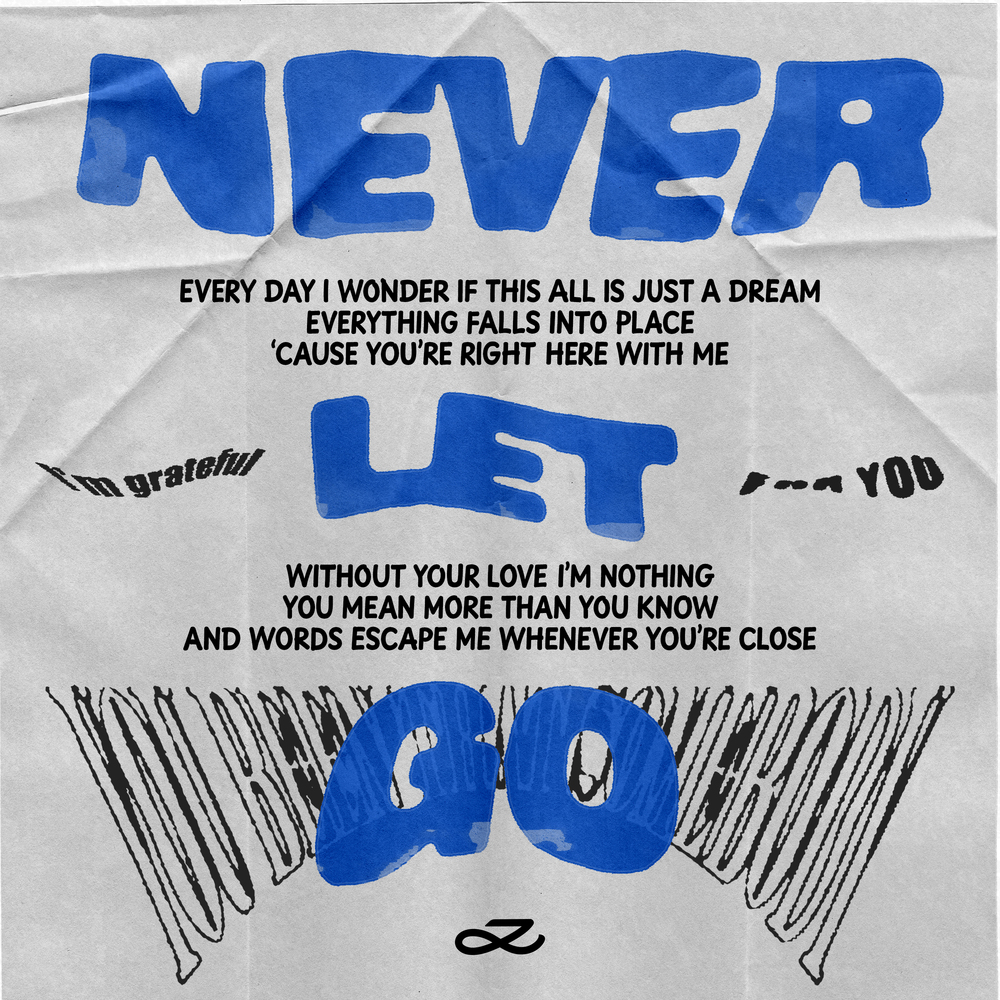 NEVER
EVERY DAY I WONDER IF THIS ALL IS JUST A DREAM
EVERYTHING FALLS INTO PLACE
‘CAUSE YOU’RE RIGHT HERE WITH ME
LET
I'm grateful
FOR YOU
WITHOUT YOUR LOVE I’M NOTHING
YOU MEAN MORE THAN YOU KNOW
AND WORDS ESCAPE ME WHENEVER YOU’RE CLOSE
GO